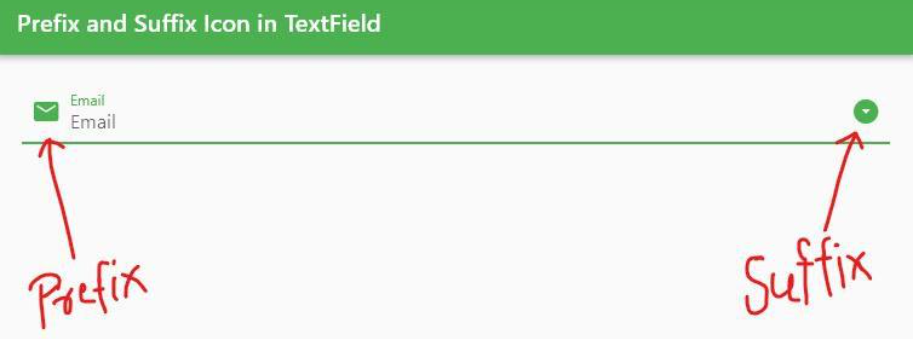 Prefix and Suffix Icon in TextField
Email
Email
Prefix
Suffix